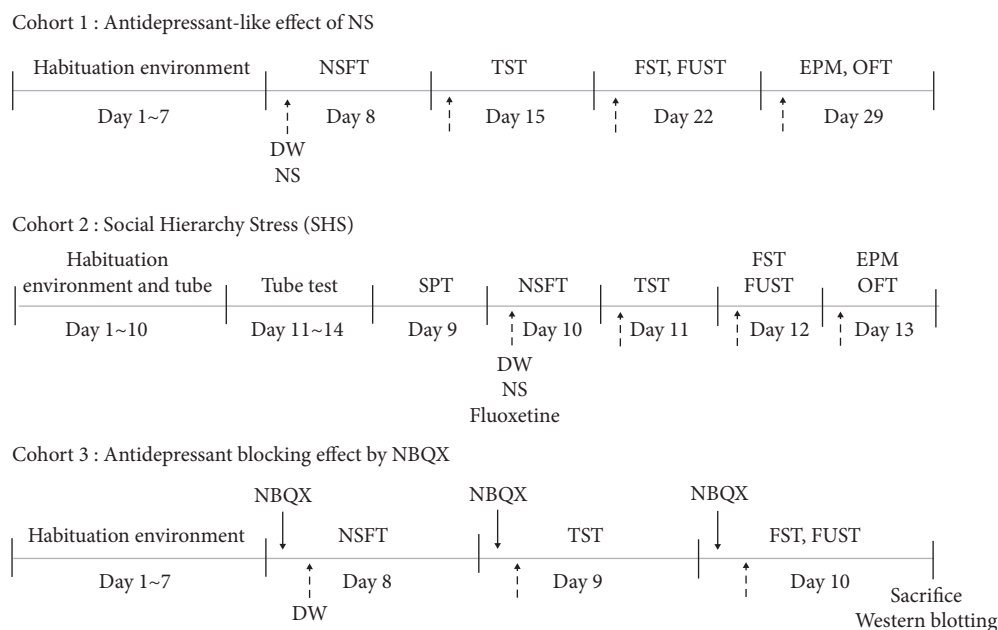 Cohort 1 : Antidepressant-like effect of NS
Habituation environment NSFT TST FST, FUST EPM, OFT
Day 1~7 Day 8 Day 15 Day 22 Day 29
DW
NS
Cohort 2 : Social Hierarchy Stress (SHS)
Habituation FST EPM
environment and tube Tube test SPT NSFT TST FUST OFT
Day 1~10 Day 11~14 Day 9 Day 10 Day 11 Day 12 Day 13
DW
NS
Fluoxetine
Cohort 3 : Antidepressant blocking effect by NBQX
NBQX NBQX NBQX
Habituation environment NSFT TST FST, FUST
Day 1~7 Day 8 Day 9 Day 10
DW Sacrifice
Western blotting